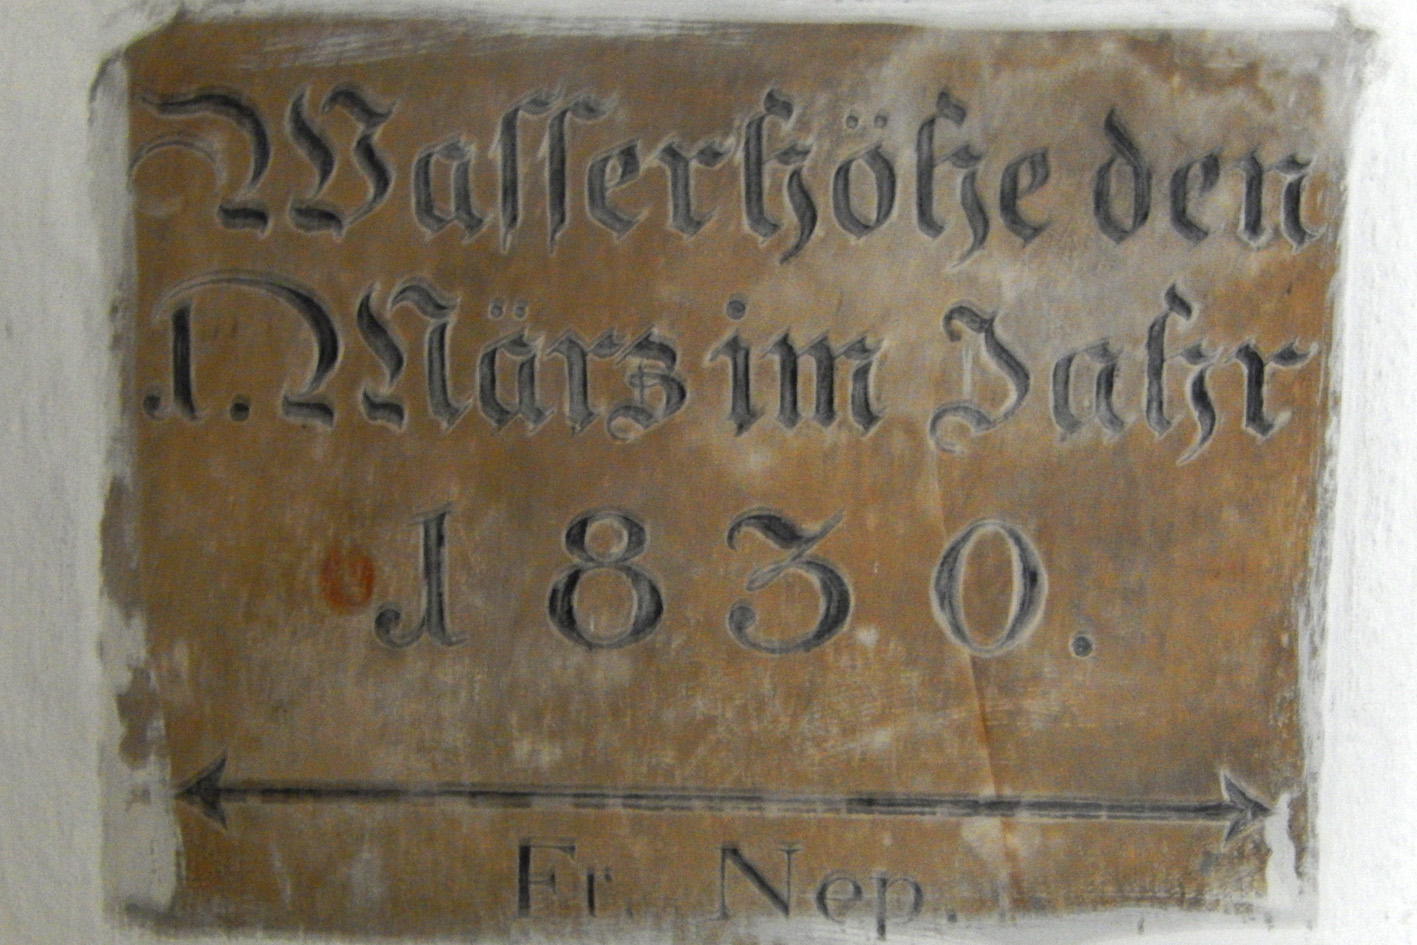 Wasserhöhe den
1. März im Jahr
1830.
Fr. Nep.